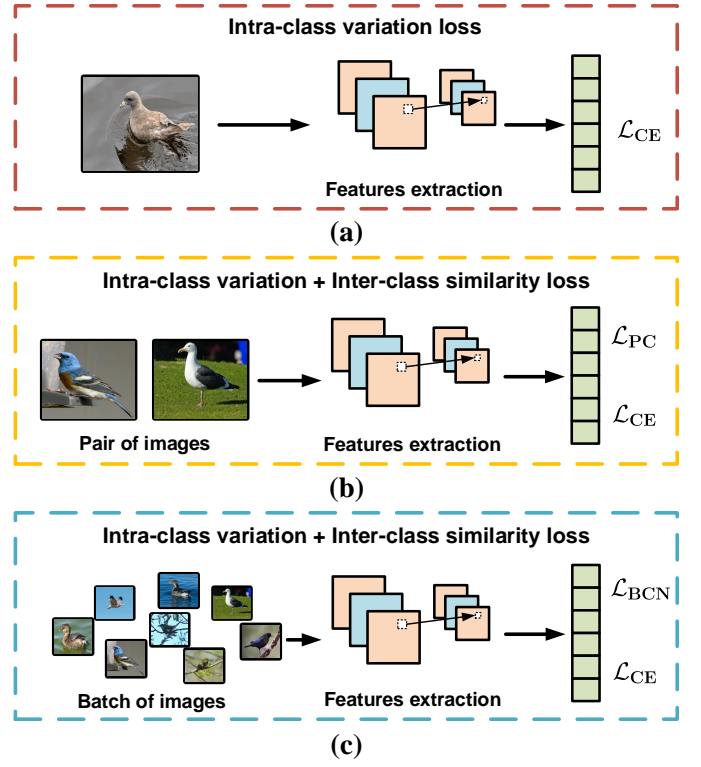 Intra-class variation loss
ℒCE
Features extraction
(a)
Intra-class variation + Inter-class similarity loss
ℒPC
ℒCE
Pair of images
Features extraction
(b)
Intra-class variation + Inter-class similarity loss
ℒBCN
ℒCE
Batch of images
Features extraction
(c)